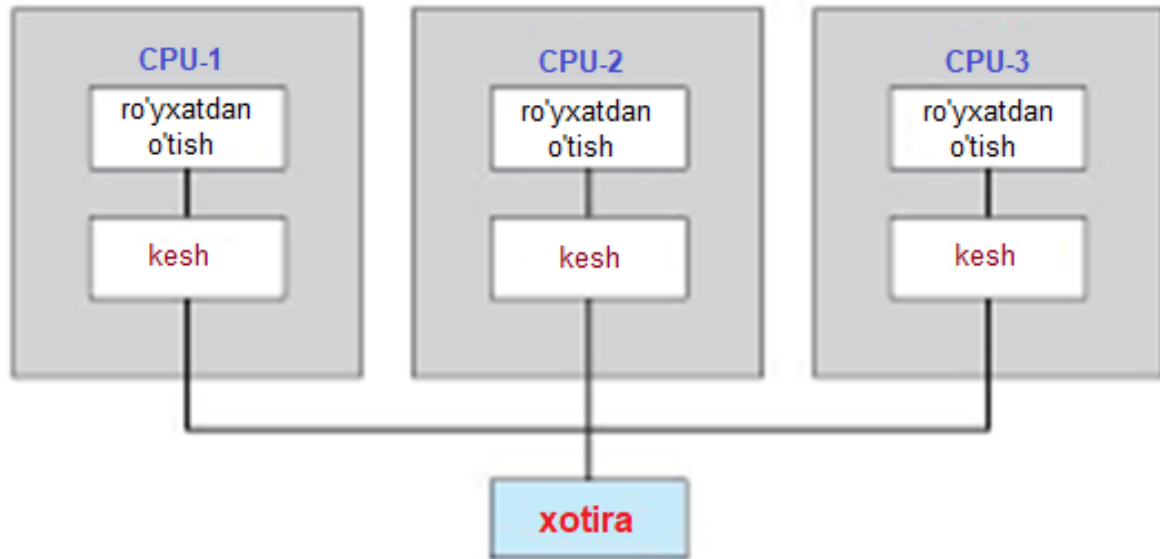 CPU-1
ro'yxatdan
o'tish
kesh
CPU-2
ro'yxatdan
o'tish
kesh
CPU-3
ro'yxatdan
o'tish
kesh
xotira